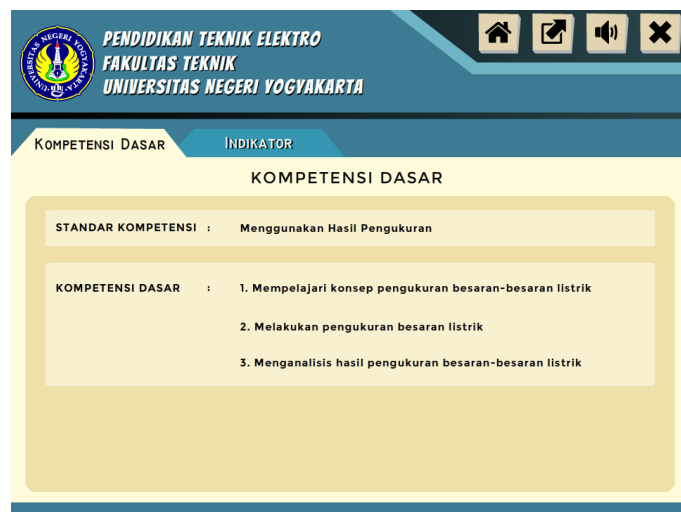 PENDIDIKAN TEKNIK ELEKTRO
FAKULTAS TEKNIK
UNIVERSITAS NEGERI YOGYAKARTA
KOMPETENSI DASAR
INDIKATOR
KOMPETENSI DASAR
STANDAR KOMPETENSI : Menggunakan Hasil Pengukuran
KOMPETENSI DASAR : 1. Mempelajari konsep pengukuran besaran-besaran listrik
2. Melakukan pengukuran besaran listrik
3. Menganalisis hasil pengukuran besaran-besaran listrik